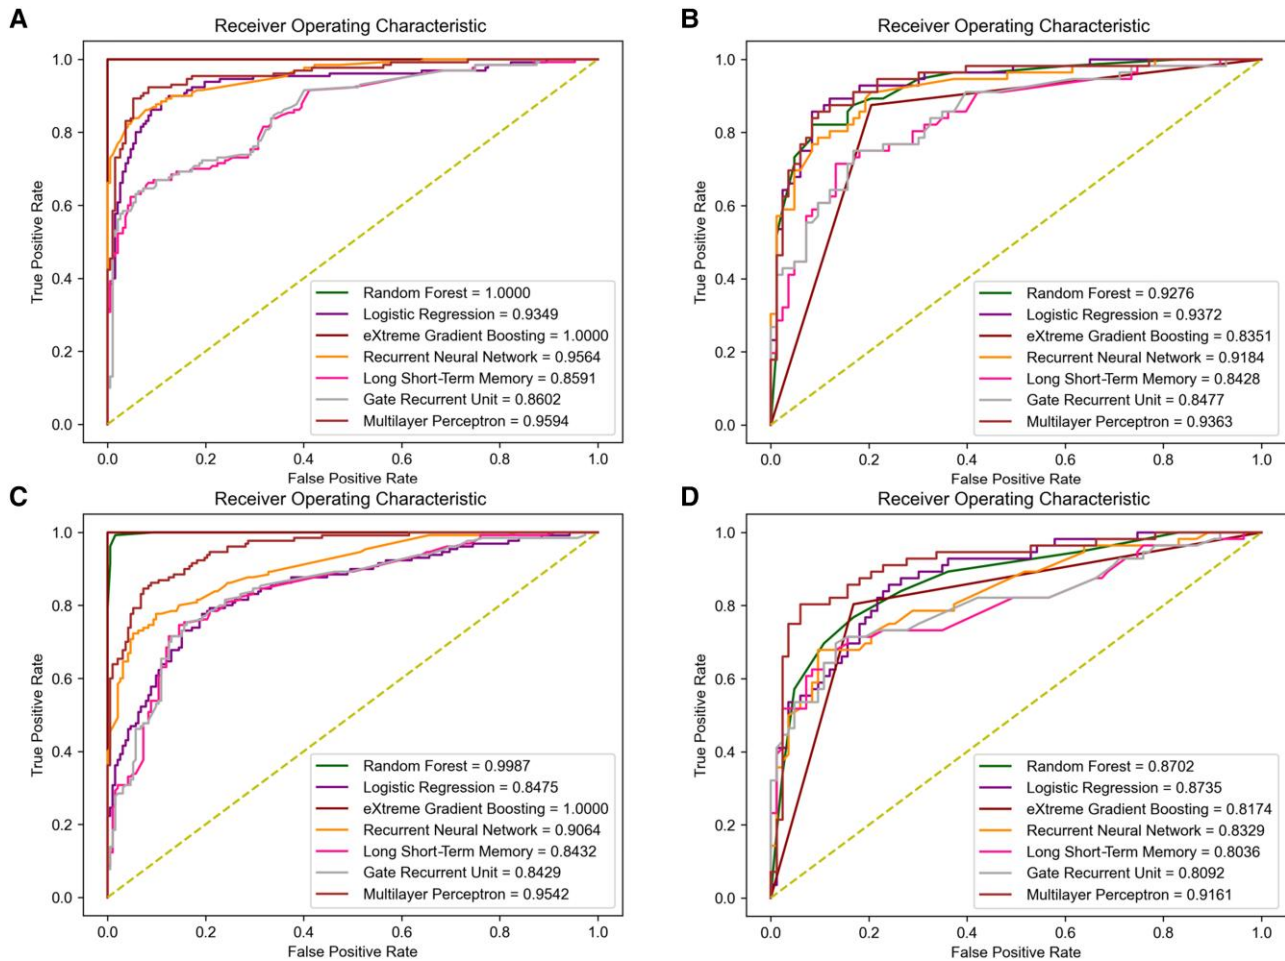 A
Receiver Operating Characteristic
1.0
0.8
0.6
0.4
0.2
0.0
True Positive Rate
Random Forest = 1.0000
Logistic Regression = 0.9349
eXtreme Gradient Boosting = 1.0000
Recurrent Neural Network = 0.9564
Long Short-Term Memory = 0.8591
Gate Recurrent Unit = 0.8602
Multilayer Perceptron = 0.9594
0.0 0.2 0.4 0.6 0.8 1.0
False Positive Rate
B
Receiver Operating Characteristic
1.0
0.8
0.6
0.4
0.2
0.0
True Positive Rate
Random Forest = 0.9276
Logistic Regression = 0.9372
eXtreme Gradient Boosting = 0.8351
Recurrent Neural Network = 0.9184
Long Short-Term Memory = 0.8428
Gate Recurrent Unit = 0.8477
Multilayer Perceptron = 0.9363
0.0 0.2 0.4 0.6 0.8 1.0
False Positive Rate
C
Receiver Operating Characteristic
1.0
0.8
0.6
0.4
0.2
0.0
True Positive Rate
Random Forest = 0.9987
Logistic Regression = 0.8475
eXtreme Gradient Boosting = 1.0000
Recurrent Neural Network = 0.9064
Long Short-Term Memory = 0.8432
Gate Recurrent Unit = 0.8429
Multilayer Perceptron = 0.9542
0.0 0.2 0.4 0.6 0.8 1.0
False Positive Rate
D
Receiver Operating Characteristic
1.0
0.8
0.6
0.4
0.2
0.0
True Positive Rate
Random Forest = 0.8702
Logistic Regression = 0.8735
eXtreme Gradient Boosting = 0.8174
Recurrent Neural Network = 0.8329
Long Short-Term Memory = 0.8036
Gate Recurrent Unit = 0.8092
Multilayer Perceptron = 0.9161
0.0 0.2 0.4 0.6 0.8 1.0
False Positive Rate